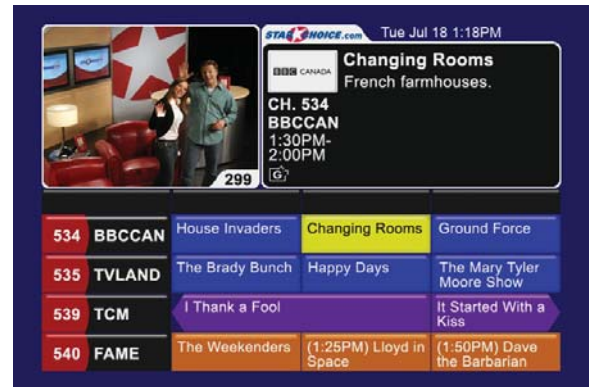 STAR CHOICE.com
Tue Jul 18 1:18PM
BBC CANADA
Changing Rooms
French farmhouses.
CH. 534
BBCCAN
1:30PM-
2:00PM
G
299
534 BBCCAN House Invaders Changing Rooms Ground Force
535 TVLAND The Brady Bunch Happy Days The Mary Tyler
Moore Show
539 TCM I Thank a Fool It Started With a
Kiss
540 FAME The Weekenders (1:25PM) Lloyd in
Space (1:50PM) Dave
the Barbarian